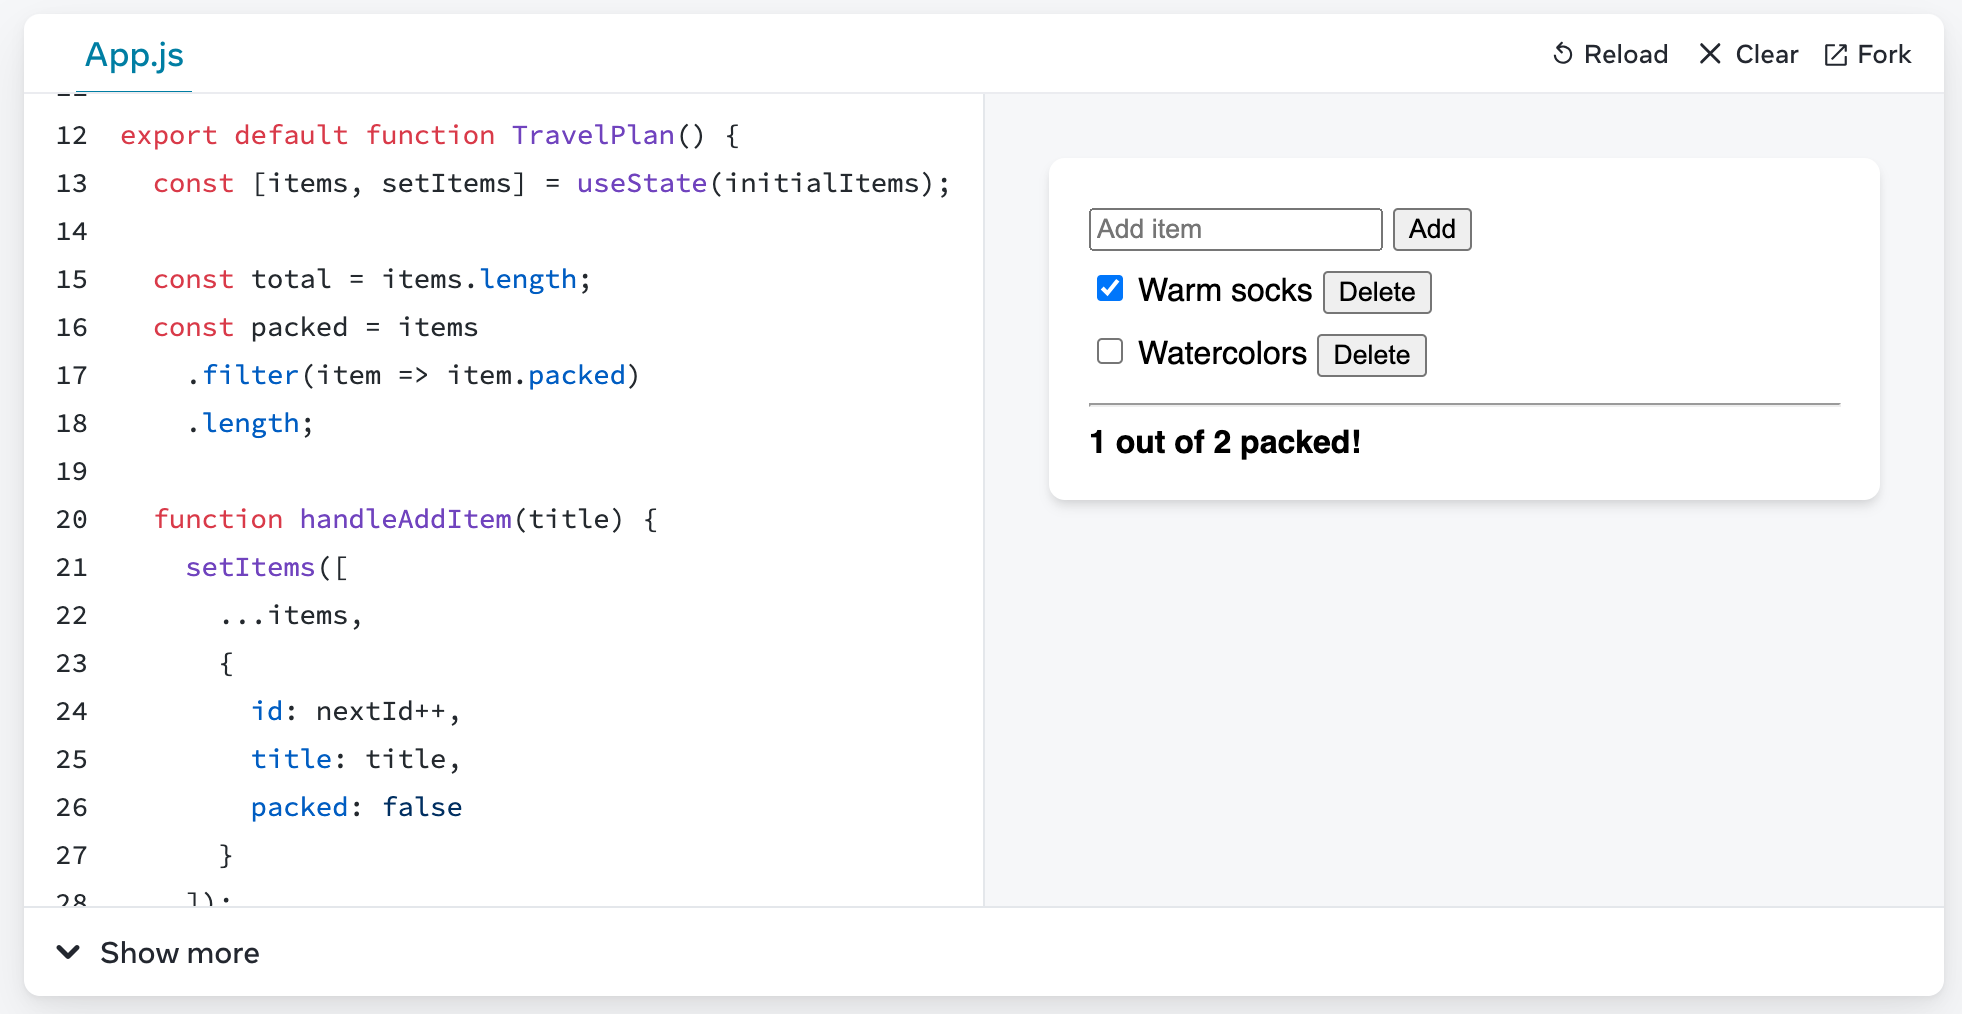 App.js
Reload Clear Fork
12 export default function TravelPlan() {
13   const [items, setItems] = useState(initialItems);
14
15   const total = items.length;
16   const packed = items
17     .filter(item => item.packed)
18     .length;
19
20   function handleAddItem(title) {
21     setItems([
22       ...items,
23       {
24         id: nextId++,
25         title: title,
26         packed: false
27       }
28     ]);
Show more
Add item Add
Warm socks Delete
Watercolors Delete
1 out of 2 packed!